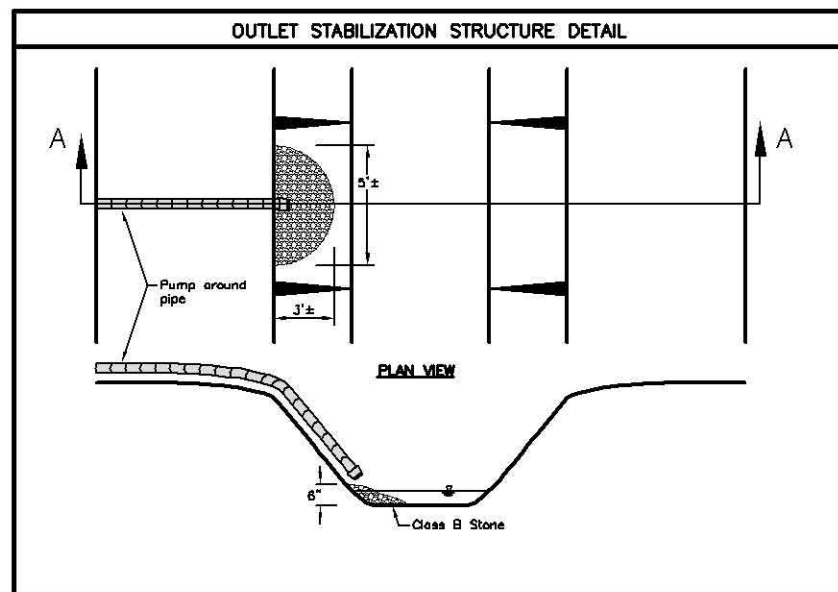 OUTLET STABILIZATION STRUCTURE DETAIL
A
A
5'±
Pump around
pipe
3'±
PLAN VIEW
6"
Class B Stone